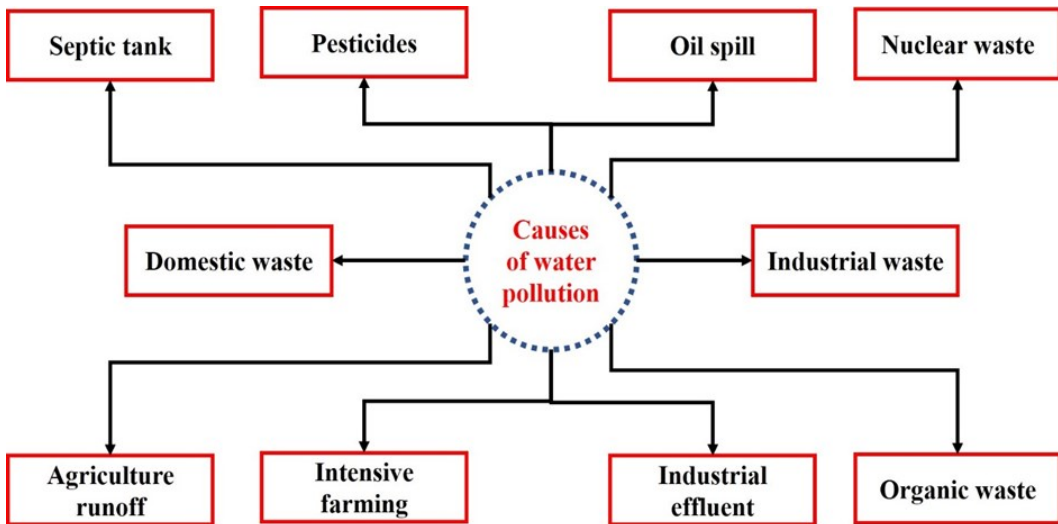 Septic tank
Pesticides
Oil spill
Nuclear waste
Domestic waste
Causes
of water
pollution
Industrial waste
Agriculture
runoff
Intensive
farming
Industrial
effluent
Organic waste